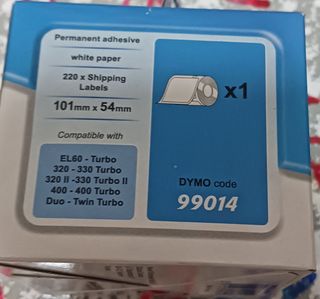 Permanent adhesive
white paper
220 x Shipping
Labels
101mm x 54mm
Compatible with
EL60 - Turbo
320 - 330 Turbo
320 II -330 Turbo II
400 - 400 Turbo
Duo - Twin Turbo
x1
DYMO code
99014